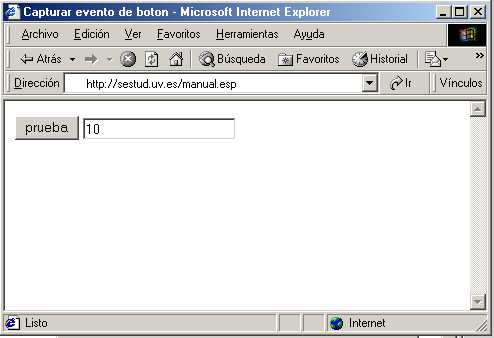 Capturar evento de boton - Microsoft Internet Explorer
Archivo Edición Ver Favoritos Herramientas Ayuda
Atrás Búsqueda Favoritos Historial »
Dirección http://sestud.uv.es/manual.esp Ir Vínculos
prueba 10
Listo Internet